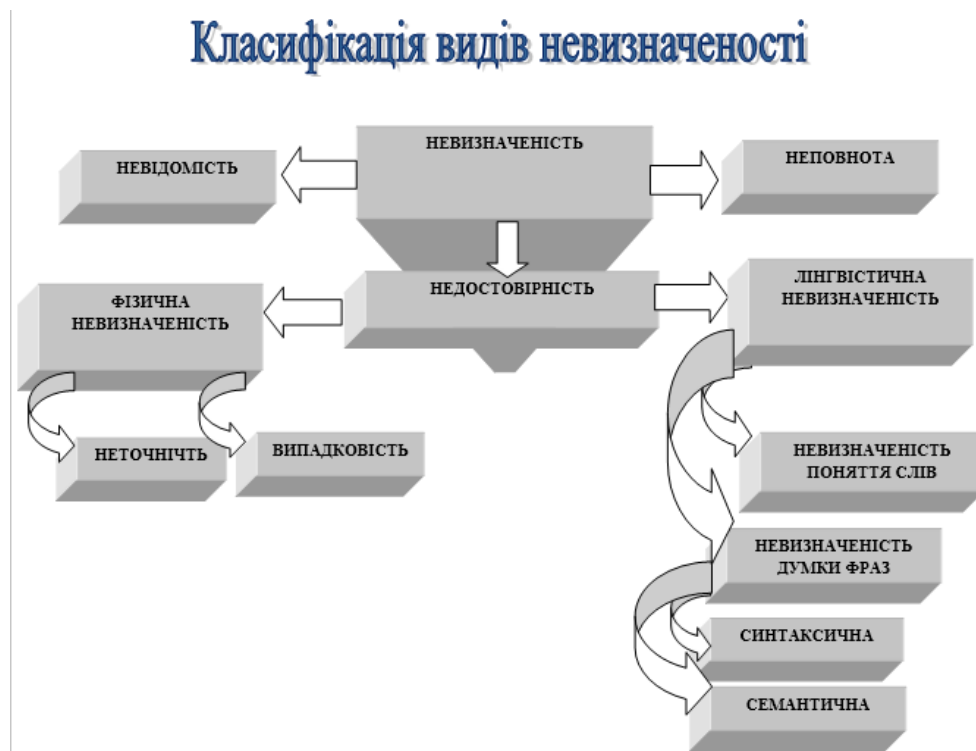 Класифікація видів невизначеності
НЕВИЗНАЧЕНІСТЬ
НЕВІДОМІСТЬ
НЕПОВНОТА
НЕДОСТОВІРНІСТЬ
ФІЗИЧНА
НЕВИЗНАЧЕНІСТЬ
ЛІНГВІСТИЧНА
НЕВИЗНАЧЕНІСТЬ
НЕТОЧНІЧТЬ
ВИПАДКОВІСТЬ
НЕВИЗНАЧЕНІСТЬ
ПОНЯТТЯ СЛІВ
НЕВИЗНАЧЕНІСТЬ
ДУМКИ ФРАЗ
СИНТАКСИЧНА
СЕМАНТИЧНА